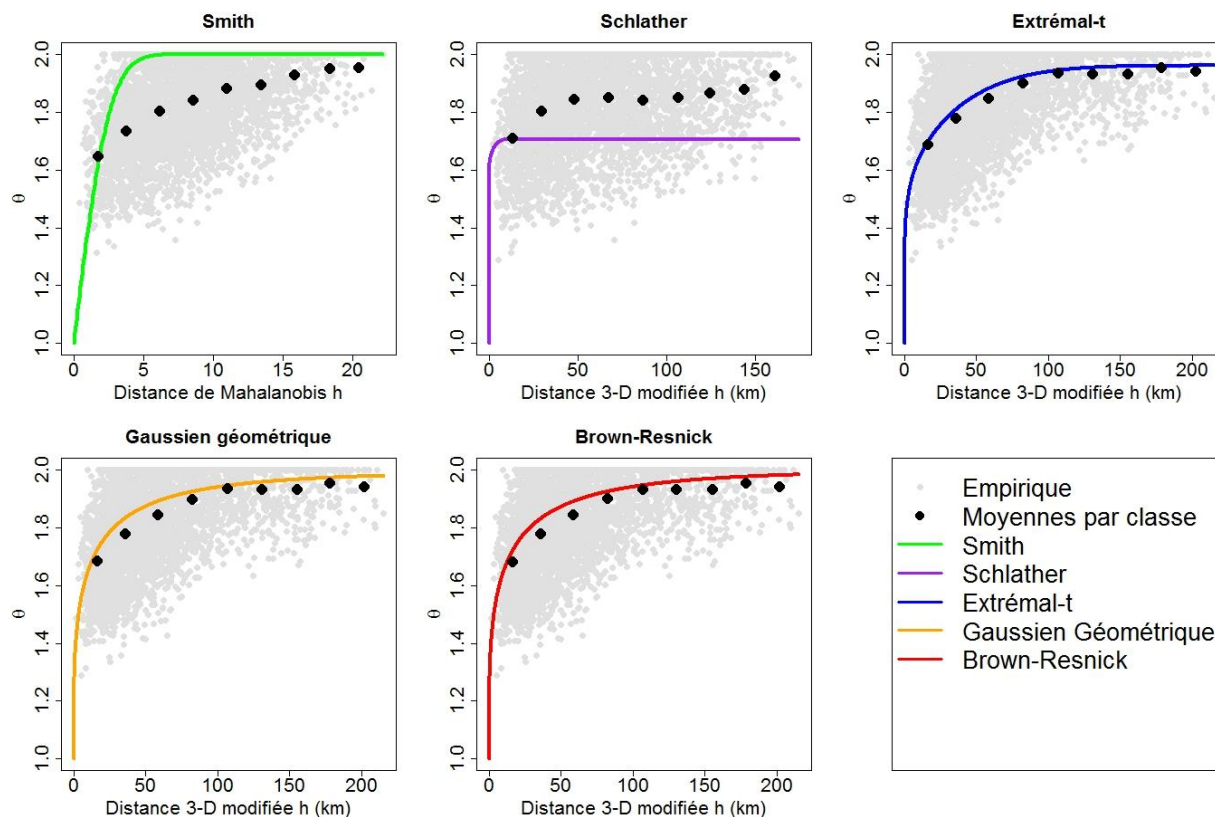 Smith
θ
1.0 1.2 1.4 1.6 1.8 2.0
0 5 10 15 20
Distance de Mahalanobis h
Schlather
θ
1.0 1.2 1.4 1.6 1.8 2.0
0 50 100 150
Distance 3-D modifiée h (km)
Extrémal-t
θ
1.0 1.2 1.4 1.6 1.8 2.0
0 50 100 150 200
Distance 3-D modifiée h (km)
Gaussien géométrique
θ
1.0 1.2 1.4 1.6 1.8 2.0
0 50 100 150 200
Distance 3-D modifiée h (km)
Brown-Resnick
θ
1.0 1.2 1.4 1.6 1.8 2.0
0 50 100 150 200
Distance 3-D modifiée h (km)
Empirique
Moyennes par classe
Smith
Schlather
Extrémal-t
Gaussien Géométrique
Brown-Resnick